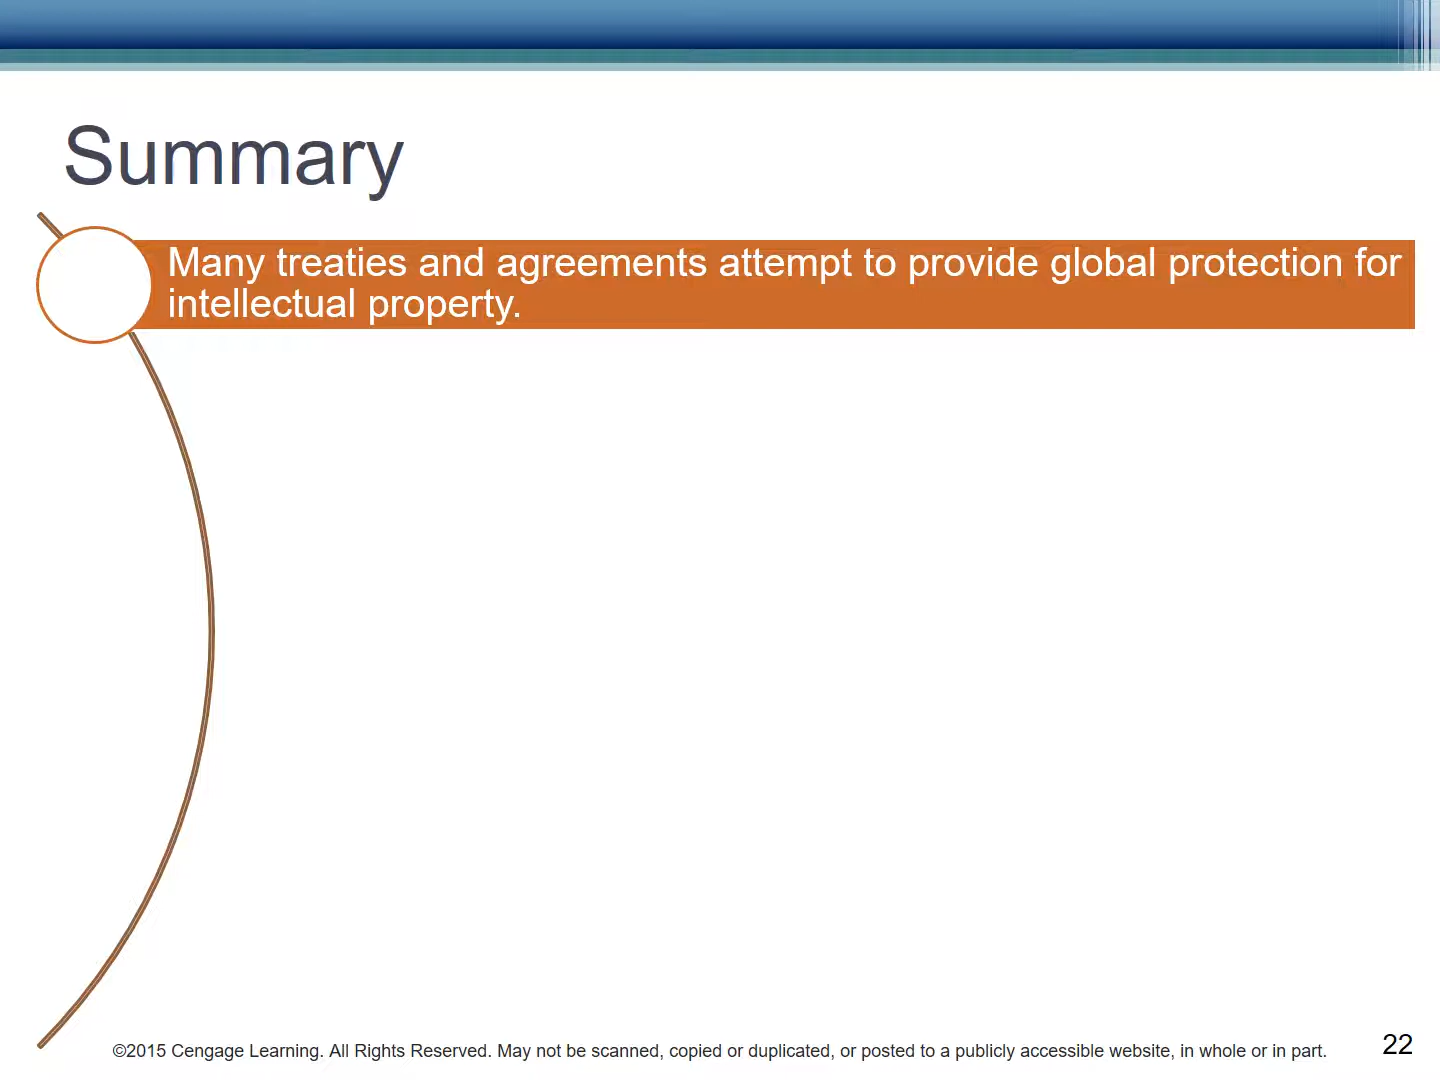 Summary
Many treaties and agreements attempt to provide global protection for
intellectual property.
©2015 Cengage Learning. All Rights Reserved. May not be scanned, copied or duplicated, or posted to a publicly accessible website, in whole or in part.
22